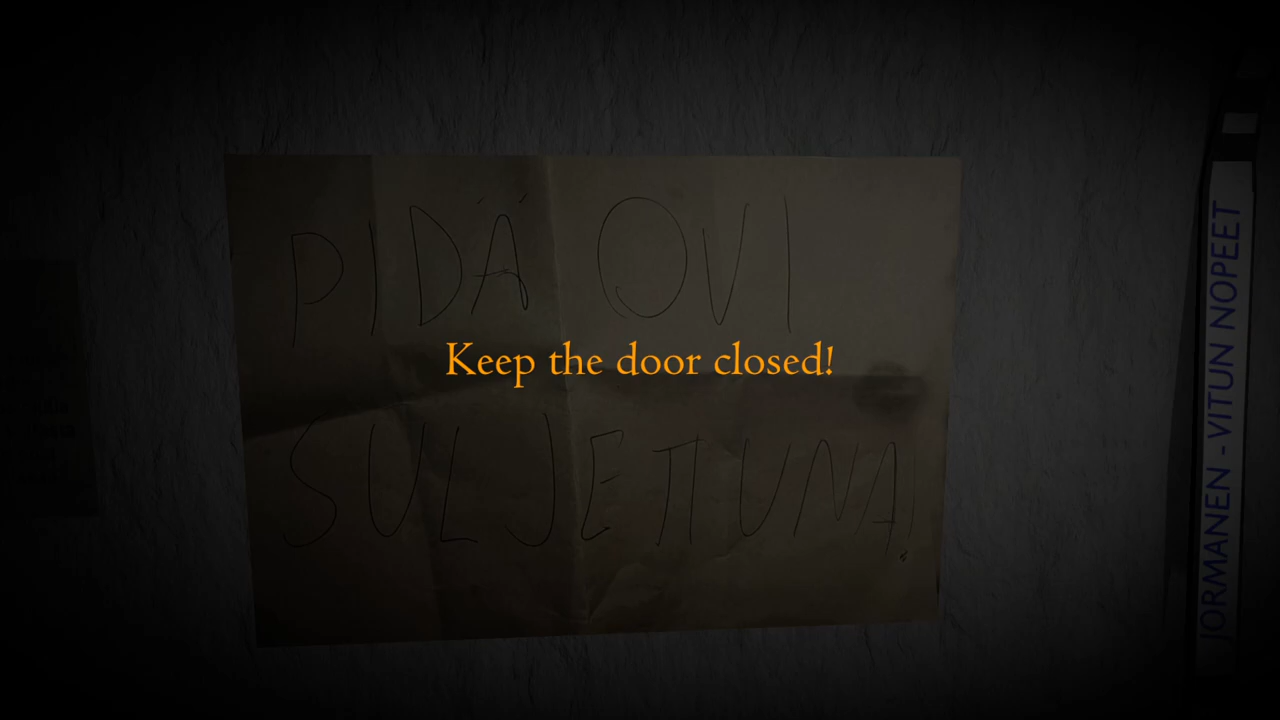 PIDÄ OVI
Keep the door closed!
SULJETTUNA!
JORMANEN - VITUN NOPEET